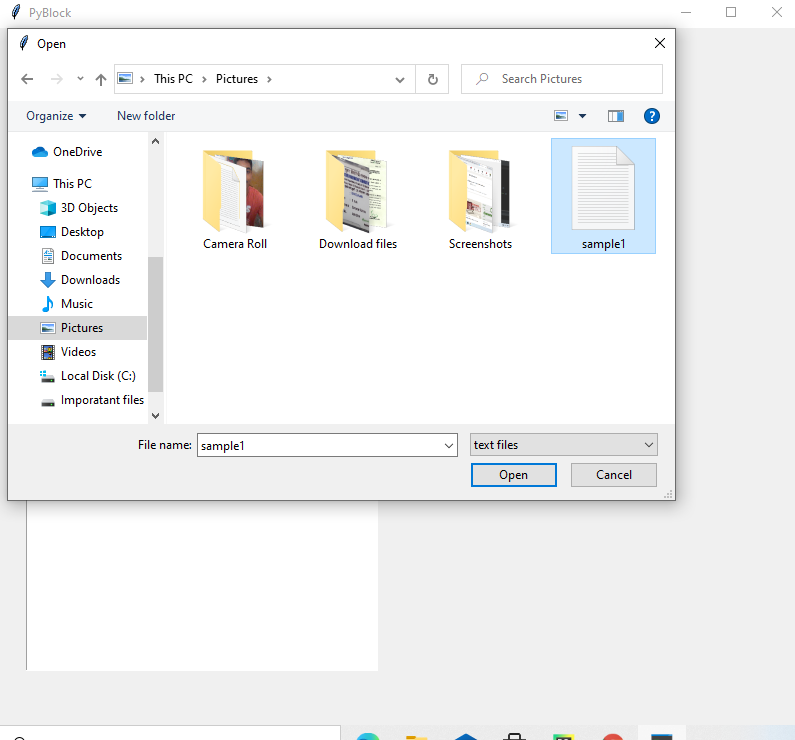 PyBlock
Open
This PC > Pictures >
Search Pictures
Organize
New folder
OneDrive
This PC
3D Objects
Desktop
Documents
Downloads
Music
Pictures
Videos
Local Disk (C:)
Imporatant files
Camera Roll
Download files
Screenshots
sample1
File name:
sample1
text files
Open
Cancel